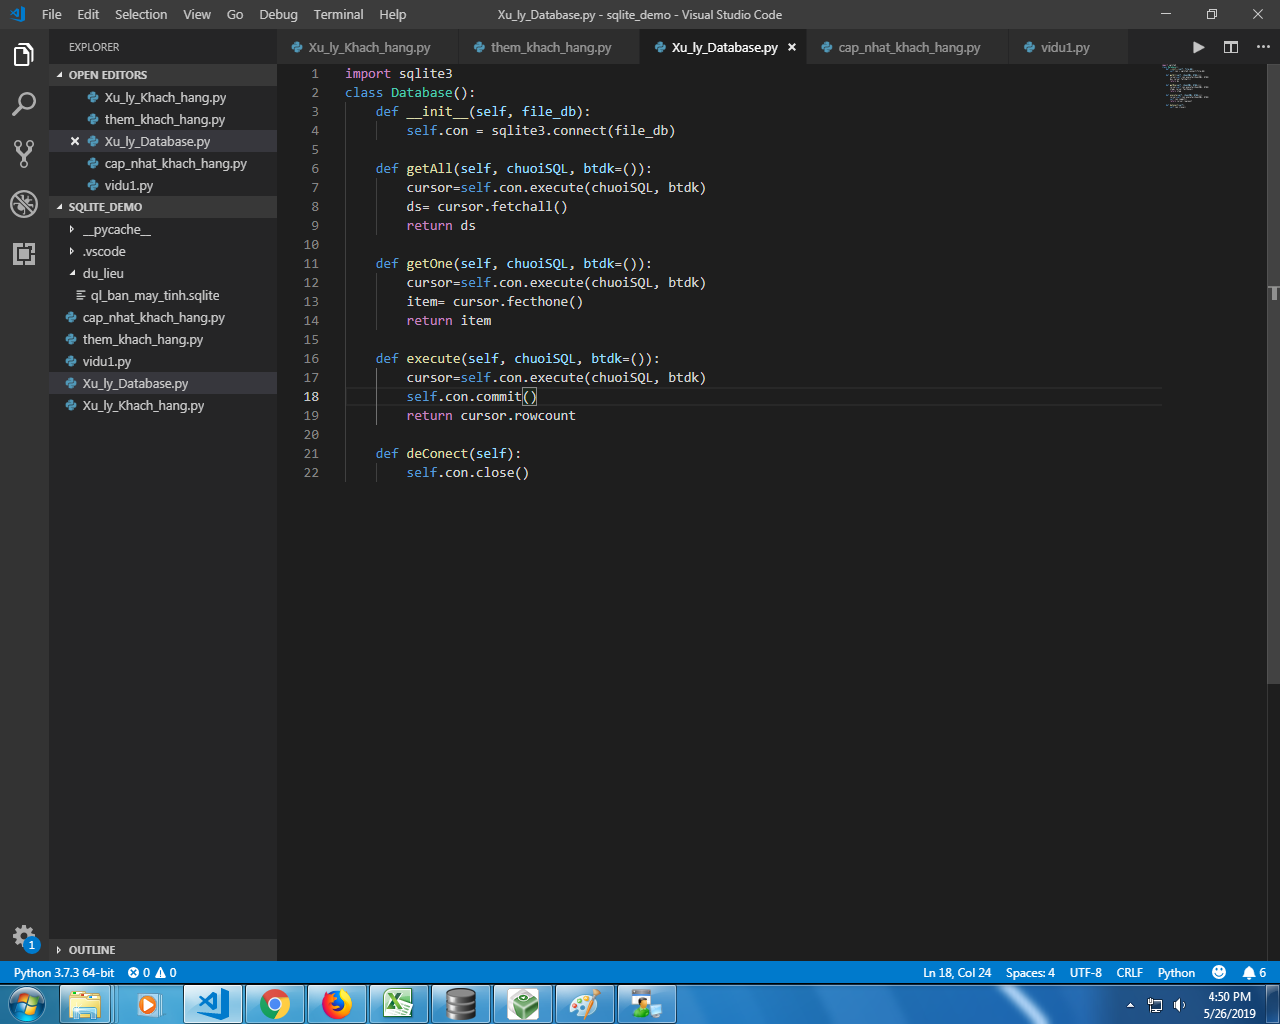 File Edit Selection View Go Debug Terminal Help
Xu_ly_Database.py - sqlite_demo - Visual Studio Code
EXPLORER
OPEN EDITORS
Xu_ly_Khach_hang.py
them_khach_hang.py
Xu_ly_Database.py
cap_nhat_khach_hang.py
vidu1.py
SQLITE_DEMO
__pycache__
.vscode
du_lieu
ql_ban_may_tinh.sqlite
cap_nhat_khach_hang.py
them_khach_hang.py
vidu1.py
Xu_ly_Database.py
Xu_ly_Khach_hang.py
OUTLINE
Xu_ly_Khach_hang.py them_khach_hang.py Xu_ly_Database.py cap_nhat_khach_hang.py vidu1.py
1 import sqlite3
2 class Database():
3 def __init__(self, file_db):
4 self.con = sqlite3.connect(file_db)
5
6 def getAll(self, chuoiSQL, btdk=()):
7 cursor=self.con.execute(chuoiSQL, btdk)
8 ds= cursor.fetchall()
9 return ds
10
11 def getOne(self, chuoiSQL, btdk=()):
12 cursor=self.con.execute(chuoiSQL, btdk)
13 item= cursor.fecthone()
14 return item
15
16 def execute(self, chuoiSQL, btdk=()):
17 cursor=self.con.execute(chuoiSQL, btdk)
18 self.con.commit()
19 return cursor.rowcount
20
21 def deConect(self):
22 self.con.close()
1
Python 3.7.3 64-bit 0 0
Ln 18, Col 24 Spaces: 4 UTF-8 CRLF Python 6
4:50 PM
5/26/2019